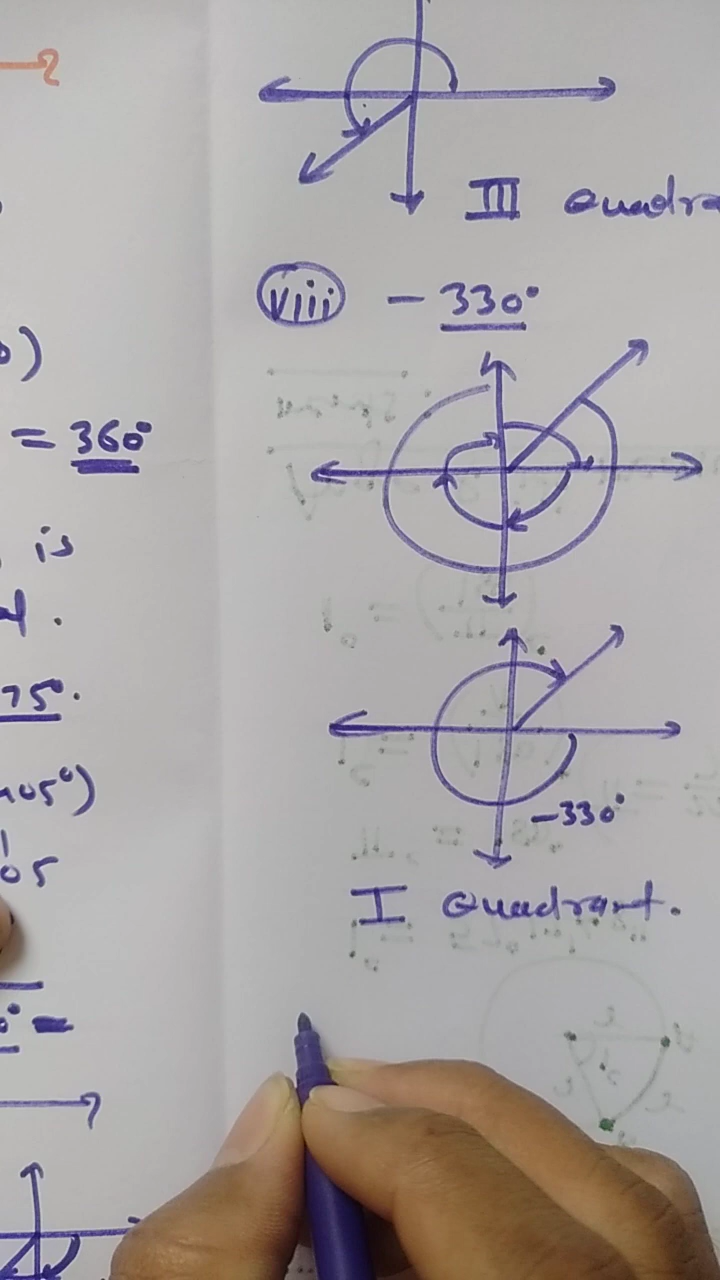 III Quadra
viii - 330°
= 360°
is
75°.
405°)
05
-330°
I Quadrant.